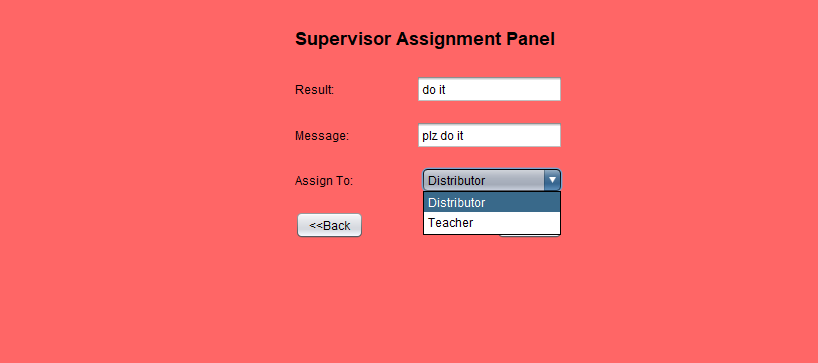 Supervisor Assignment Panel
Result: do it
Message: plz do it
Assign To: Distributor
Distributor
Teacher
<<Back